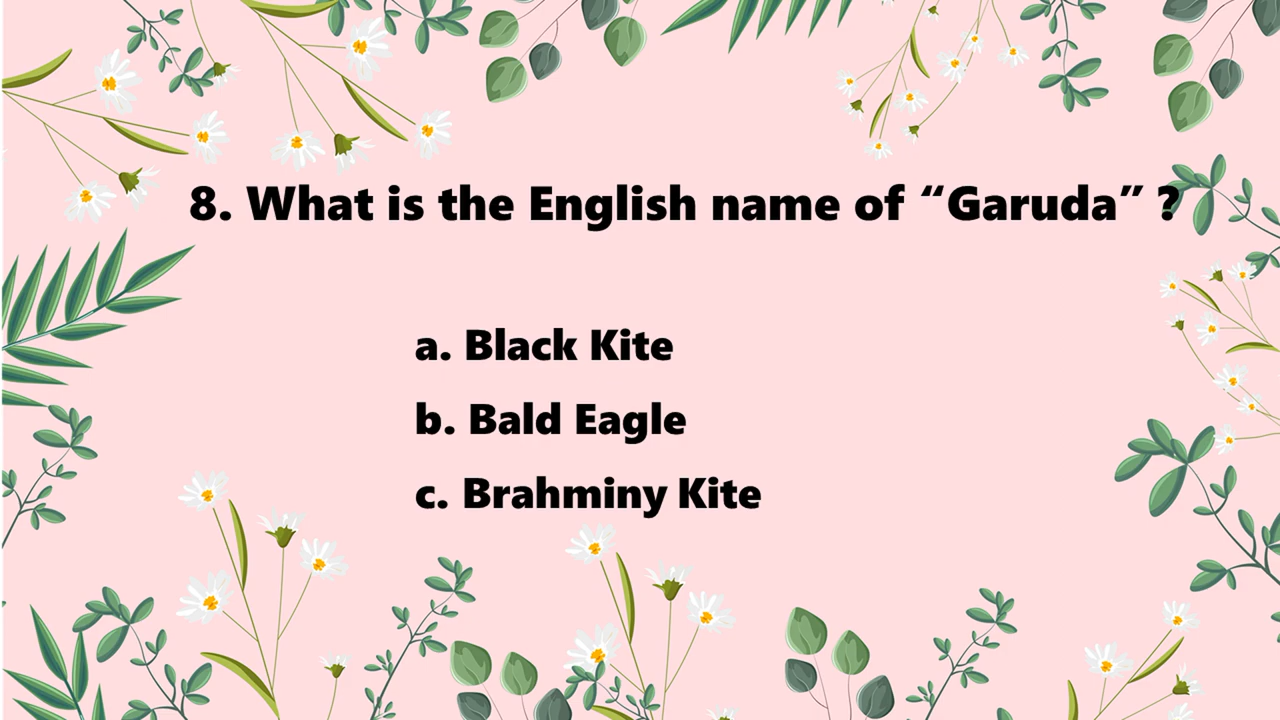 8. What is the English name of “Garuda” ?
a. Black Kite
b. Bald Eagle
c. Brahminy Kite